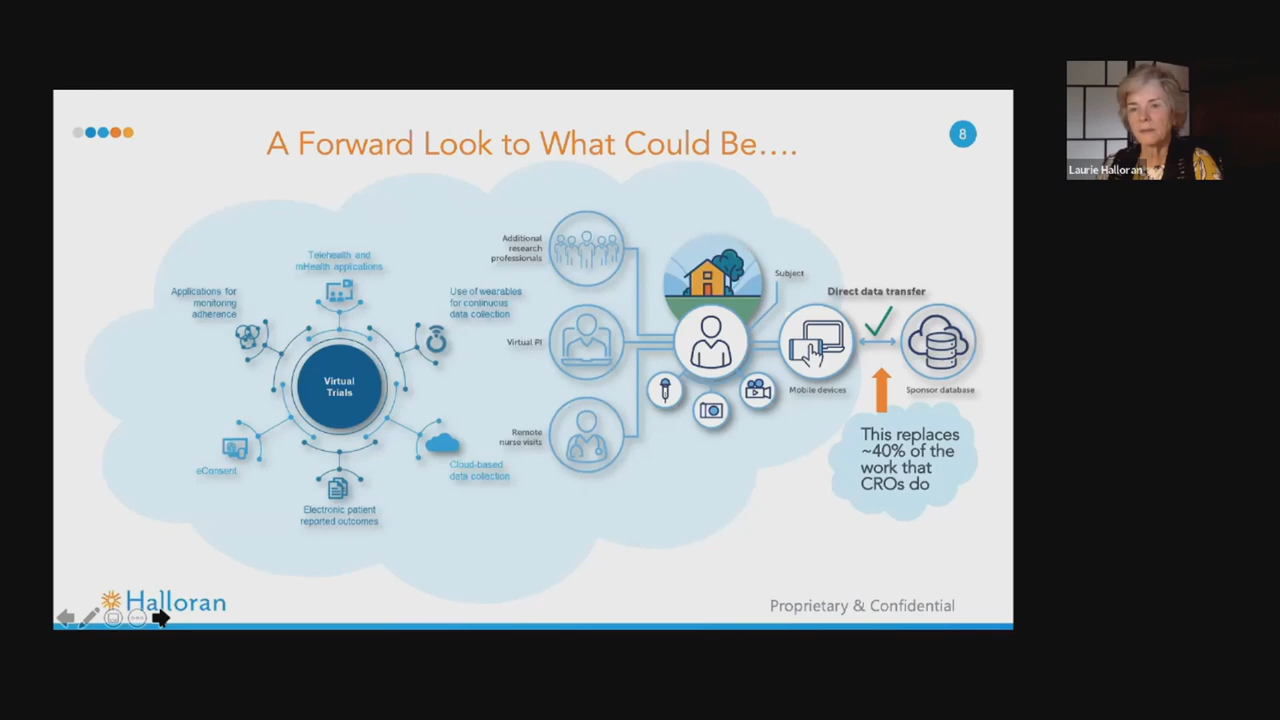 A Forward Look to What Could Be....
8
Laurie Halloran
Telehealth and
mHealth applications
Applications for
monitoring
adherence
Use of wearables
for continuous
data collection
Virtual
Trials
eConsent
Cloud-based
data collection
Electronic patient
reported outcomes
Additional
research
professionals
Virtual PI
Remote
nurse visits
Subject
Mobile devices
Direct data transfer
Sponsor database
This replaces
~40% of the
work that
CROs do
Halloran
Proprietary & Confidential